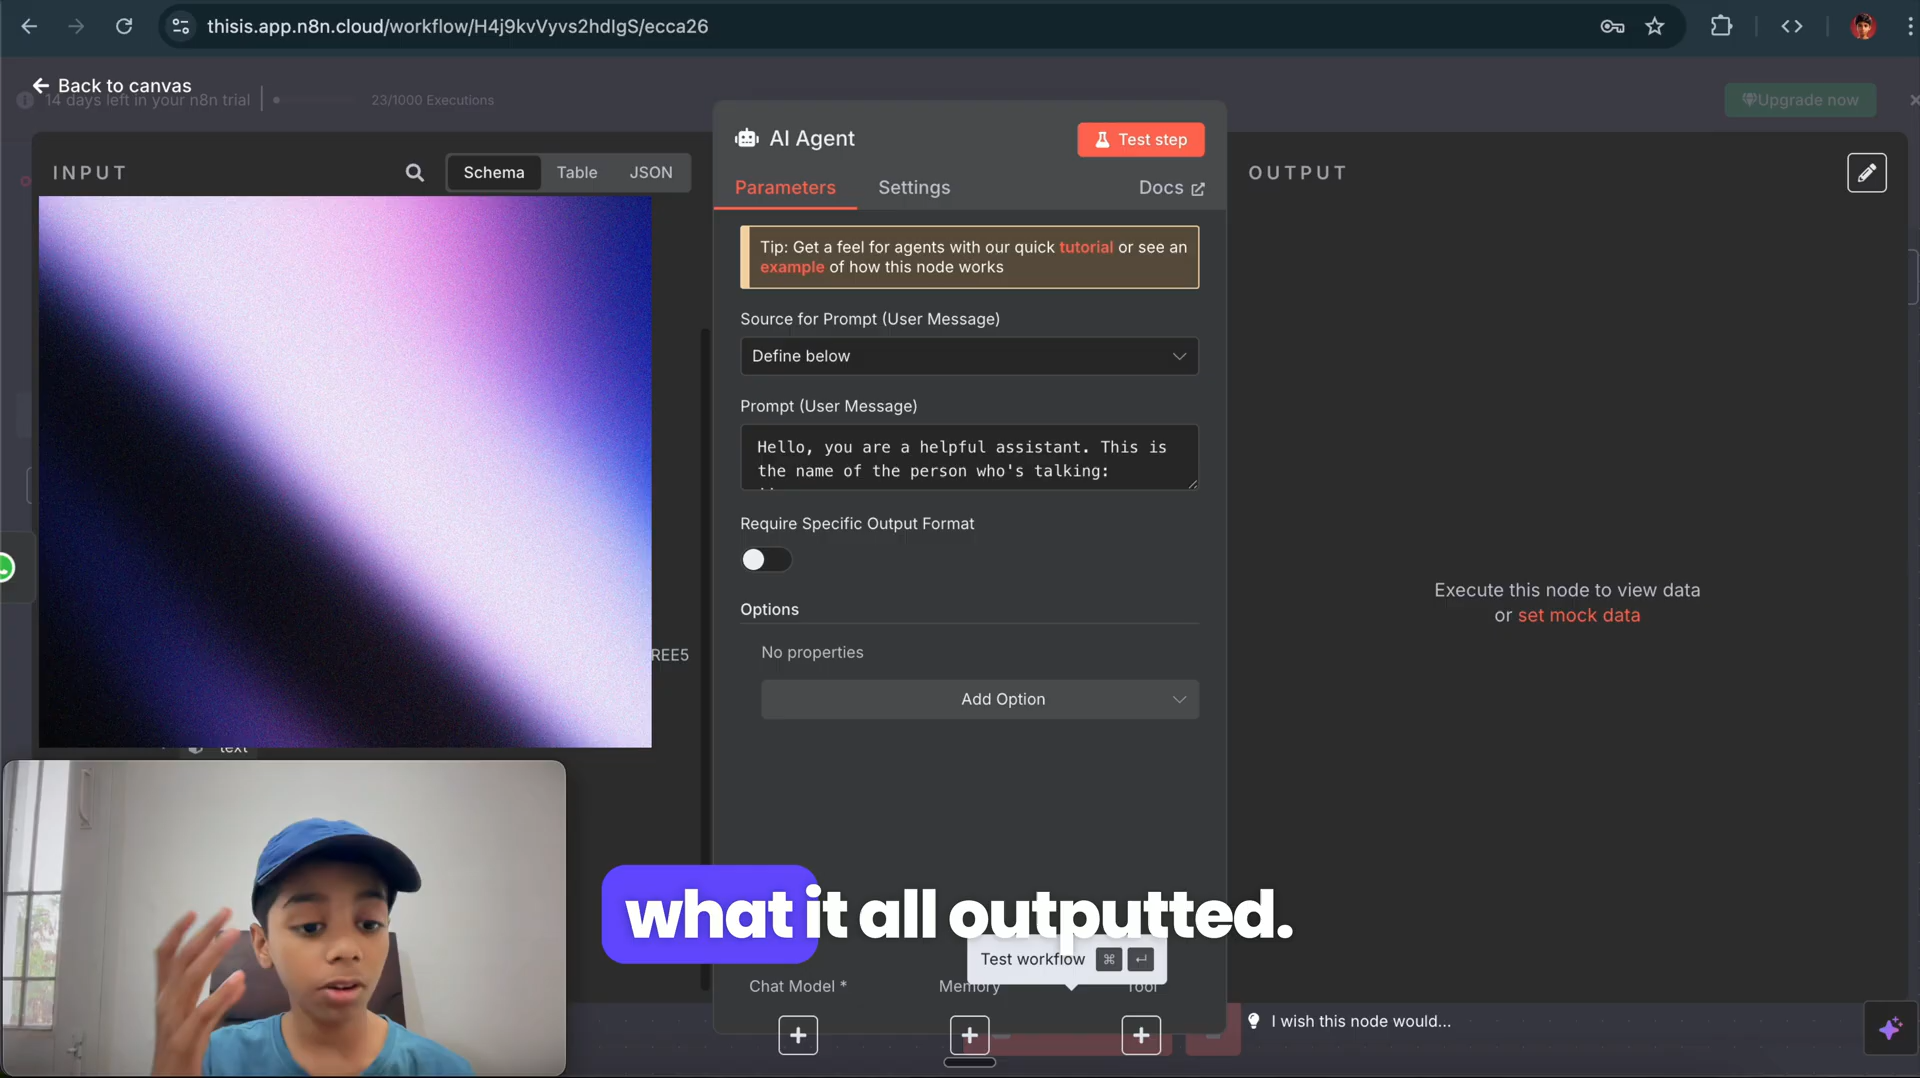 thisis.app.n8n.cloud/workflow/H4j9kvVyvs2hdIgS/ecca26
Back to canvas
14 days left in your n8n trial
23/1000 Executions
Upgrade now
INPUT
Schema
Table
JSON
REE5
text
AI Agent
Test step
Parameters
Settings
Docs
Tip: Get a feel for agents with our quick tutorial or see an
example of how this node works
Source for Prompt (User Message)
Define below
Prompt (User Message)
Hello, you are a helpful assistant. This is
the name of the person who's talking:
Require Specific Output Format
Options
No properties
Add Option
OUTPUT
Execute this node to view data
or set mock data
what it all outputted.
Test workflow
Chat Model *
Memory
Tool
I wish this node would...